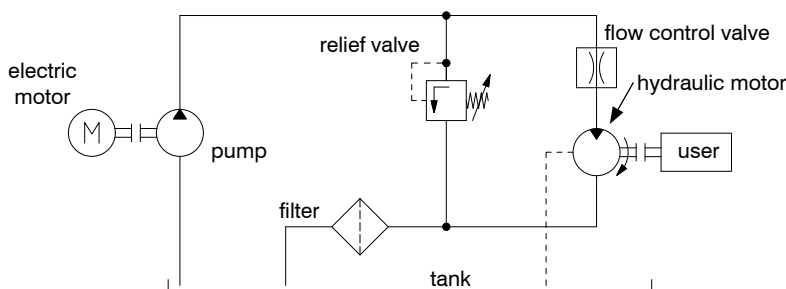 relief valve
flow control valve
electric
motor
hydraulic motor
M
pump
user
filter
tank